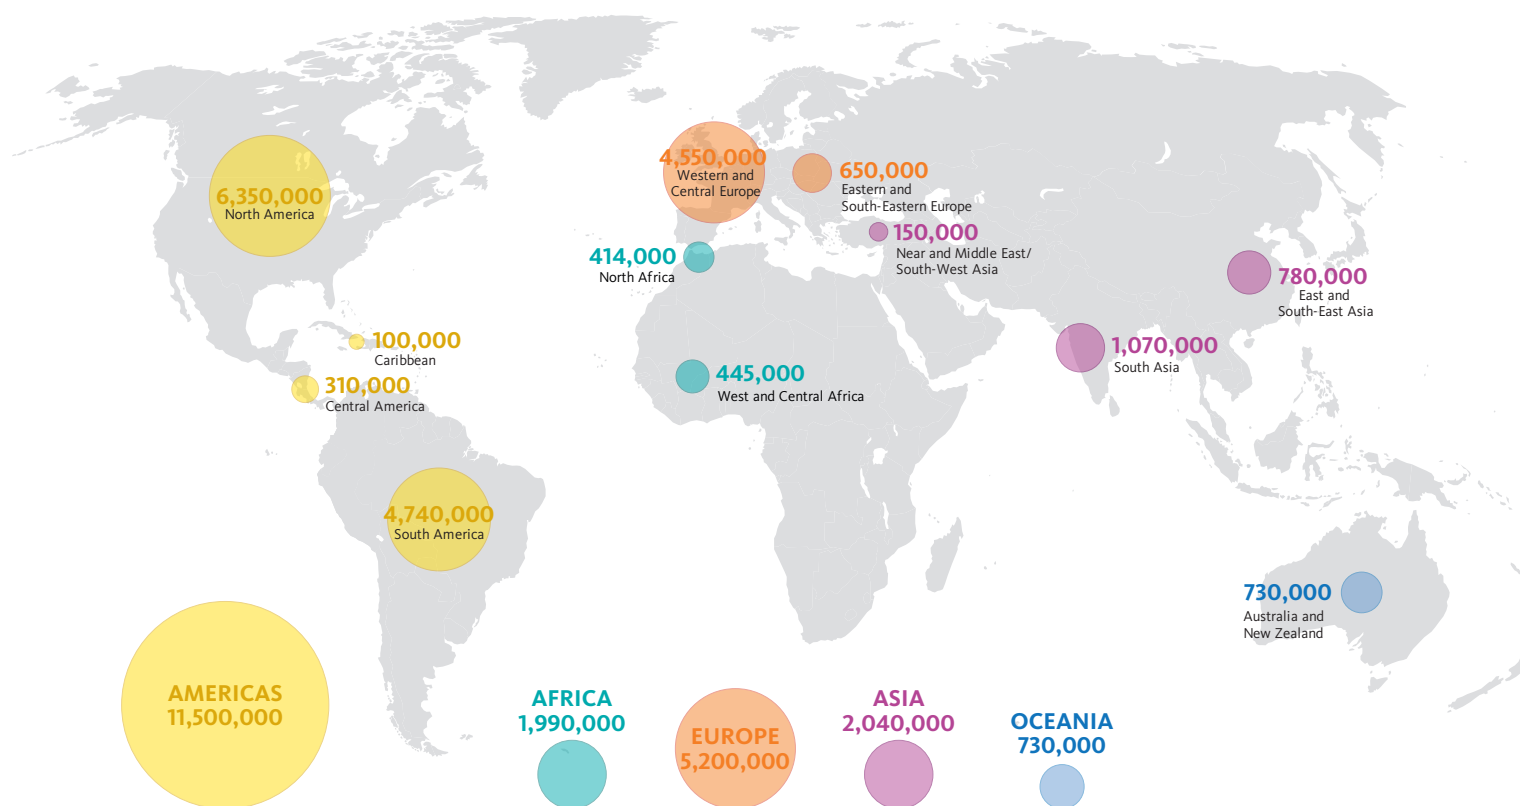 6,350,000
North America
4,550,000
Western and
Central Europe
650,000
Eastern and
South-Eastern Europe
150,000
Near and Middle East/
South-West Asia
414,000
North Africa
780,000
East and
South-East Asia
100,000
Caribbean
1,070,000
South Asia
310,000
Central America
445,000
West and Central Africa
4,740,000
South America
730,000
Australia and
New Zealand
AMERICAS
11,500,000
AFRICA
1,990,000
EUROPE
5,200,000
ASIA
2,040,000
OCEANIA
730,000